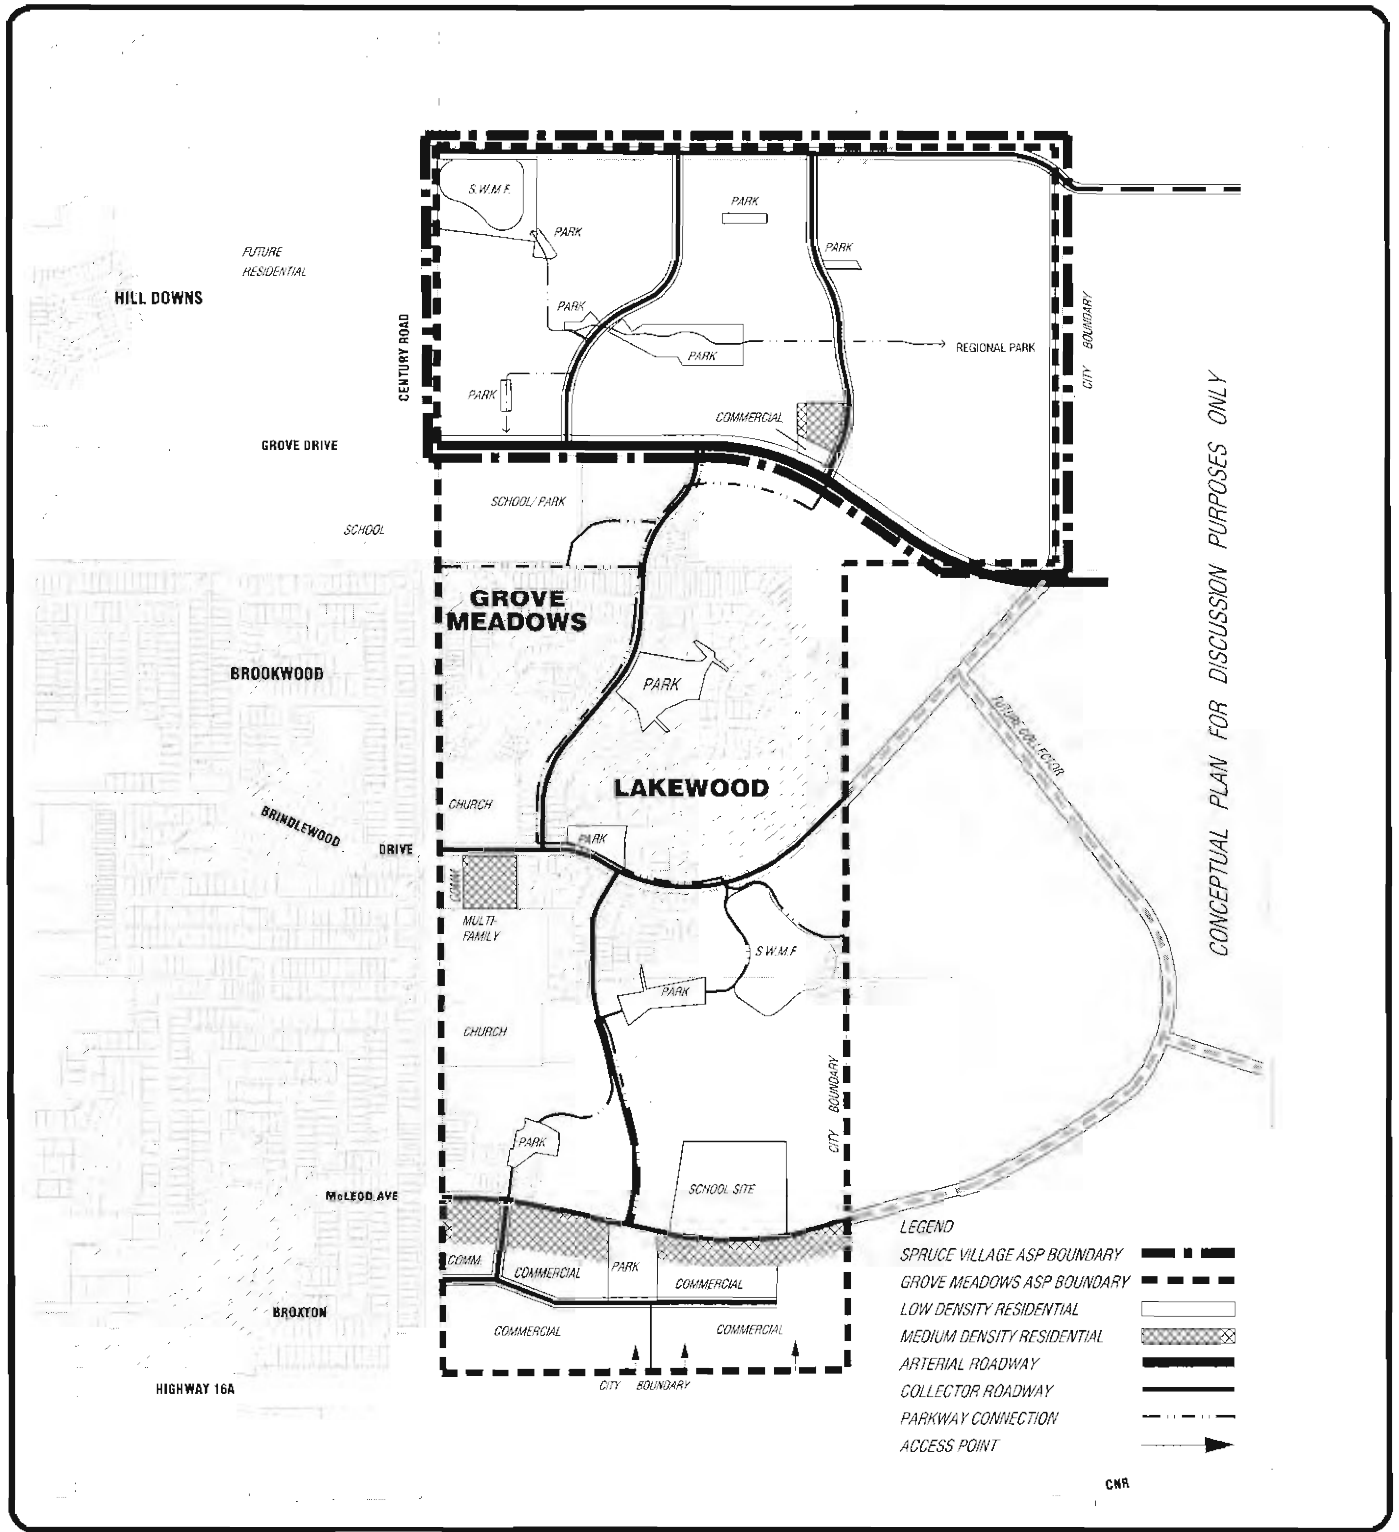 S.W.M.F.
PARK
PARK
PARK
FUTURE
RESIDENTIAL
HILL DOWNS
CENTURY ROAD
PARK
PARK
REGIONAL PARK
CITY BOUNDARY
PARK
COMMERCIAL
GROVE DRIVE
SCHOOL/PARK
SCHOOL
CONCEPTUAL PLAN FOR DISCUSSION PURPOSES ONLY
GROVE
MEADOWS
BROOKWOOD
PARK
FUTURE COLLECTOR
LAKEWOOD
CHURCH
BRINDLEWOOD
DRIVE
PARK
COMM.
MULTI-
FAMILY
S.W.M.F.
PARK
CHURCH
CITY BOUNDARY
PARK
McLEOD AVE
SCHOOL SITE
COMM.
COMMERCIAL
PARK
COMMERCIAL
BROXTON
COMMERCIAL
COMMERCIAL
HIGHWAY 16A
CITY BOUNDARY
LEGEND
SPRUCE VILLAGE ASP BOUNDARY
GROVE MEADOWS ASP BOUNDARY
LOW DENSITY RESIDENTIAL
MEDIUM DENSITY RESIDENTIAL
ARTERIAL ROADWAY
COLLECTOR ROADWAY
PARKWAY CONNECTION
ACCESS POINT
CNR